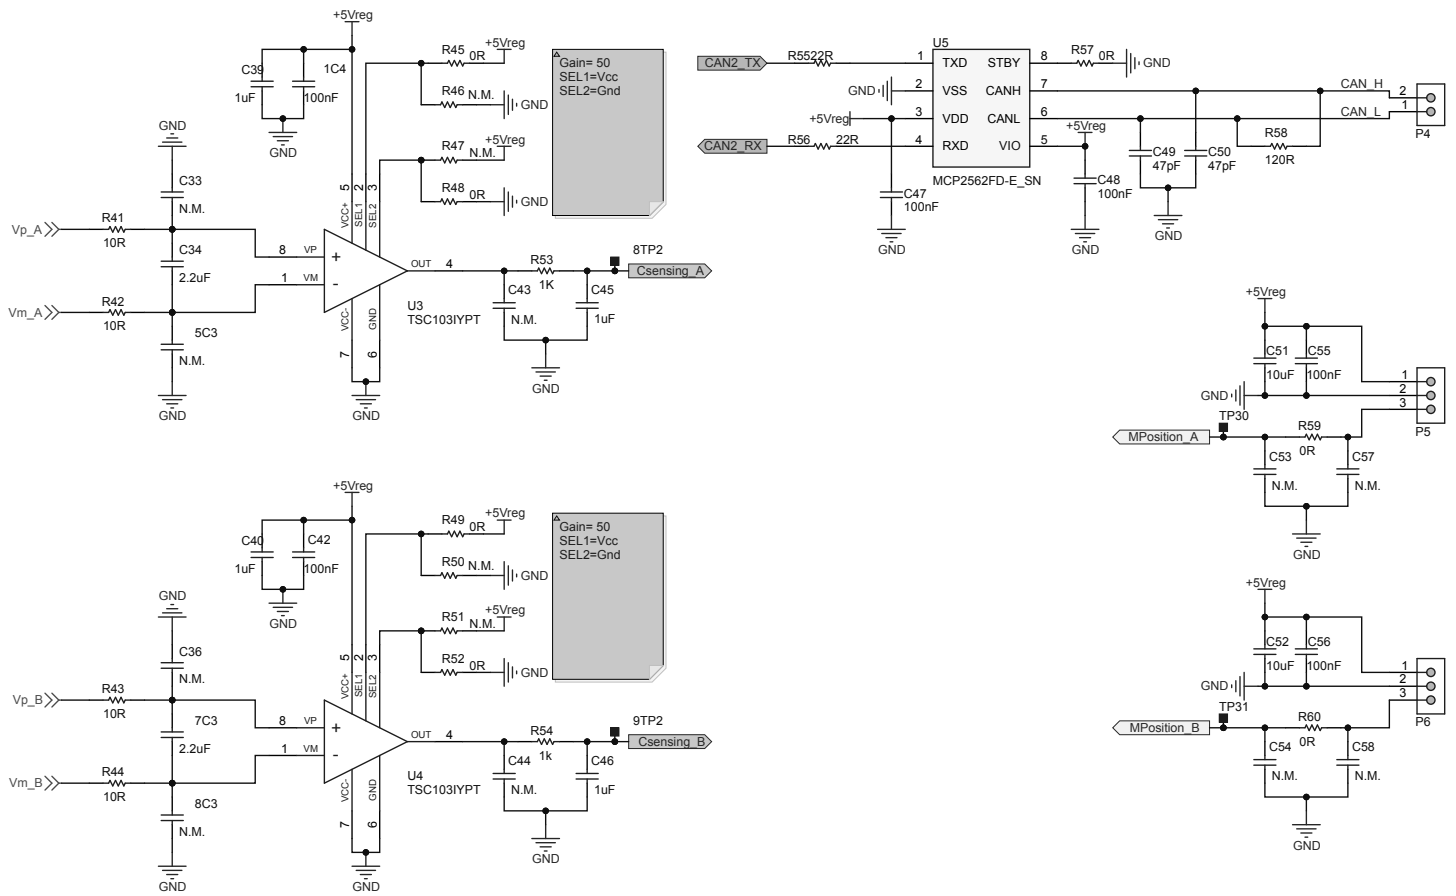 +5Vreg
C39
1uF
1C4
100nF
GND
R45
0R
+5Vreg
R46
N.M.
GND
R47
N.M.
+5Vreg
R48
0R
GND
Gain= 50
SEL1=Vcc
SEL2=Gnd
GND
C33
N.M.
Vp_A
R41
10R
C34
2.2uF
Vm_A
R42
10R
5C3
N.M.
GND
5
2
3
VCC+
SEL1
SEL2
8
VP
+
1
VM
-
OUT
4
U3
TSC103IYPT
VCC-
GND
7
6
GND
R53
1K
C43
N.M.
C45
1uF
GND
8TP2
Csensing_A
+5Vreg
C40
1uF
C42
100nF
GND
R49
0R
+5Vreg
R50
N.M.
GND
R51
N.M.
+5Vreg
R52
0R
GND
Gain= 50
SEL1=Vcc
SEL2=Gnd
GND
C36
N.M.
Vp_B
R43
10R
7C3
2.2uF
Vm_B
R44
10R
8C3
N.M.
GND
5
2
3
VCC+
SEL1
SEL2
8
VP
+
1
VM
-
OUT
4
U4
TSC103IYPT
VCC-
GND
7
6
GND
R54
1k
C44
N.M.
C46
1uF
GND
9TP2
Csensing_B
CAN2_TX
R5522R
GND
+5Vreg
CAN2_RX
R56
22R
C47
100nF
GND
U5
1
TXD
STBY
8
2
VSS
CANH
7
3
VDD
CANL
6
4
RXD
VIO
5
MCP2562FD-E_SN
R57
0R
GND
+5Vreg
C48
100nF
GND
C49
47pF
C50
47pF
GND
R58
120R
CAN_H
CAN_L
2
1
P4
+5Vreg
C51
10uF
C55
100nF
GND
1
2
3
P5
TP30
MPosition_A
R59
0R
C53
N.M.
C57
N.M.
GND
+5Vreg
C52
10uF
C56
100nF
GND
1
2
3
P6
TP31
MPosition_B
R60
0R
C54
N.M.
C58
N.M.
GND